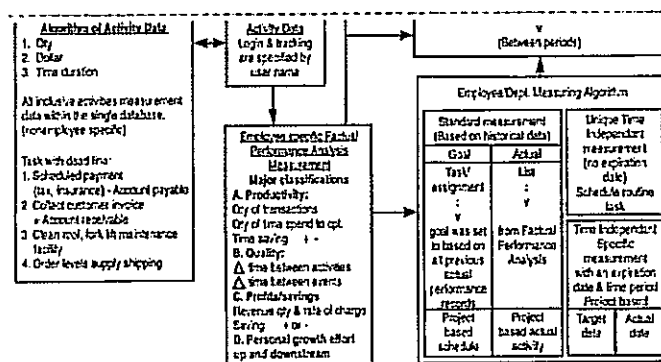 Algorithm of Activity Data
1. Qty
2. Dollar
3. Time duration
All inclusive activities measurement
data within the single database.
(nonemployee specific)
Task with dead line:
1. Scheduled payment
(tax, insurance) - Account payable
2. Collect customer invoice
= Account receivable
3. Clean roof, fork lift maintenance
facility
4. Order levels supply shipping
Activity Data
Login & tracking
are specified by
user name
Employee specific Factual
Performance Analysis
Measurement
Major classifications
A. Productivity:
Qty of transactions
Qty of time spend to cpt.
Time saving + -
B. Quality:
Δ time between activities
Δ time between events
C. Profits/savings
Revenue qty & rate of charge
Saving + or -
D. Personal growth effort
up and downstream
v
(Between periods)
Employee/Dept. Measuring Algorithm
Standard measurement
(Based on historical data)
Goal
Task/
assignment
:
v
goal was set
to based on
all previous
actual
performance
records
Project
based
schedule
Actual
List
:
v
from Factual
Performance
Analysis
Project
based actual
activity
Unique Time
Independent
measurement
(no expiration
date)
Schedule routine
task
Time Independent
Specific
measurement
with an expiration
date & time period
Project based
Target
data
Actual
data